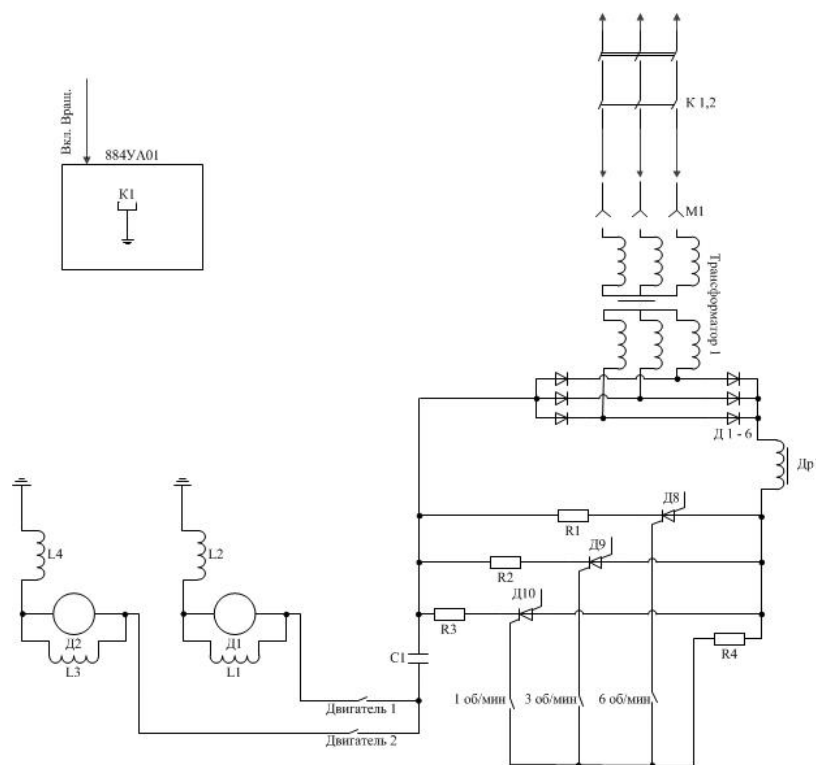 К 1,2
Вкл. Вращ.
884УА01
К1
М1
Трансформатор 1
Д 1 - 6
Др
Д8
R1
Д9
R2
Д10
R3
R4
L4
L2
Д2
L3
Д1
L1
C1
1 об/мин
3 об/мин
6 об/мин
Двигатель 1
Двигатель 2